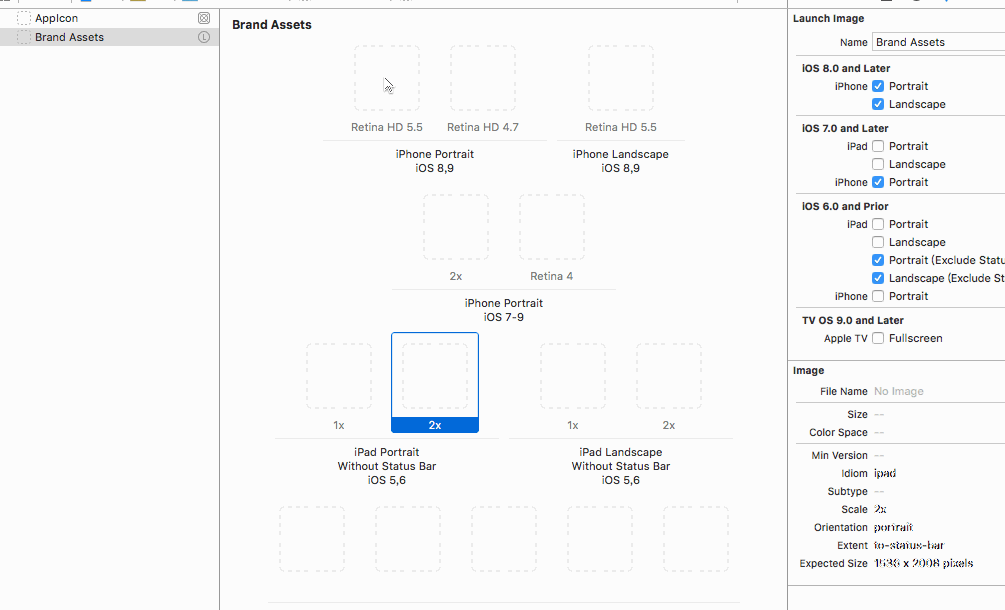 AppIcon
Brand Assets
Brand Assets
Retina HD 5.5 Retina HD 4.7 Retina HD 5.5
iPhone Portrait iPhone Landscape
iOS 8,9 iOS 8,9
2x Retina 4
iPhone Portrait
iOS 7-9
1x 2x 1x 2x
iPad Portrait iPad Landscape
Without Status Bar Without Status Bar
iOS 5,6 iOS 5,6
Launch Image
Name Brand Assets
iOS 8.0 and Later
iPhone Portrait
Landscape
iOS 7.0 and Later
iPad Portrait
Landscape
iPhone Portrait
iOS 6.0 and Prior
iPad Portrait
Landscape
Portrait (Exclude Statu
Landscape (Exclude St
iPhone Portrait
TV OS 9.0 and Later
Apple TV Fullscreen
Image
File Name No Image
Size --
Color Space --
Min Version --
Idiom ipad
Subtype --
Scale 2x
Orientation portrait
Extent to-status-bar
Expected Size 1536 x 2008 pixels